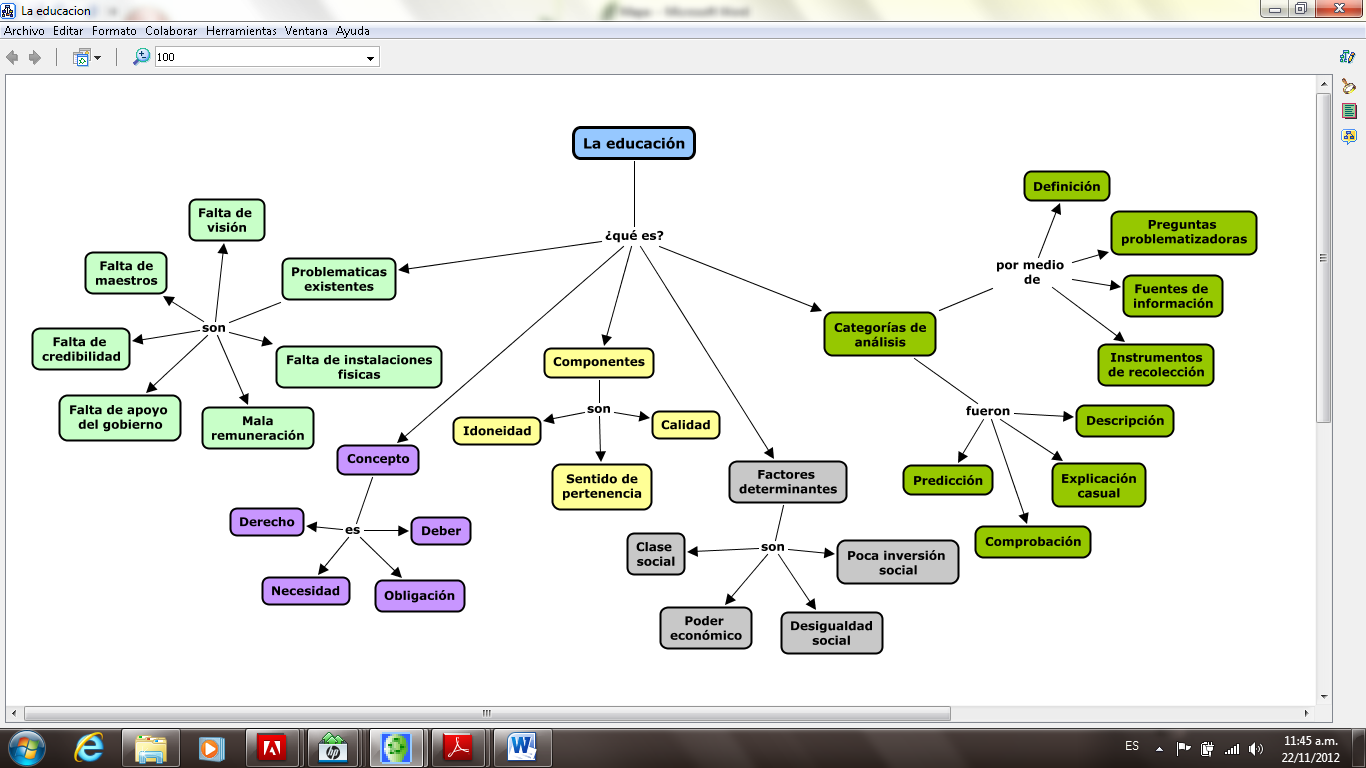 La educacion
Mapa - Microsoft Word
Archivo Editar Formato Colaborar Herramientas Ventana Ayuda
100
La educación
¿qué es?
Problematicas
existentes
son
Falta de
visión
Falta de
maestros
Falta de
credibilidad
Falta de apoyo
del gobierno
Mala
remuneración
Falta de instalaciones
fisicas
Concepto
es
Derecho
Deber
Necesidad
Obligación
Componentes
son
Idoneidad
Calidad
Sentido de
pertenencia
Factores
determinantes
son
Clase
social
Poca inversión
social
Poder
económico
Desigualdad
social
Categorías de
análisis
por medio
de
Definición
Preguntas
problematizadoras
Fuentes de
información
Instrumentos
de recolección
fueron
Descripción
Predicción
Explicación
casual
Comprobación
ES
11:45 a.m.
22/11/2012